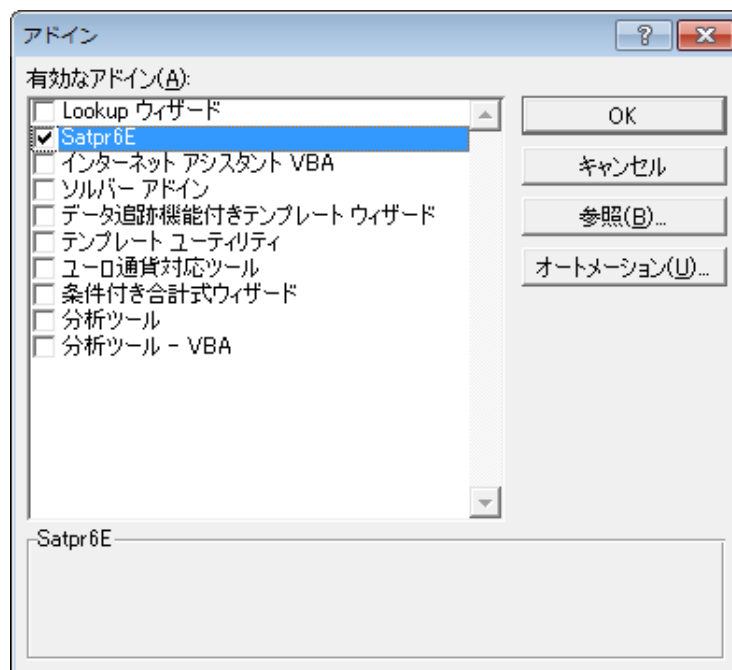 アドイン
有効なアドイン(A):
Lookup ウィザード
Satpr6E
インターネット アシスタント VBA
ソルバー アドイン
データ追跡機能付きテンプレート ウィザード
テンプレート ユーティリティ
ユーロ通貨対応ツール
条件付き合計式ウィザード
分析ツール
分析ツール - VBA
OK
キャンセル
参照(B)...
オートメーション(U)...
Satpr6E